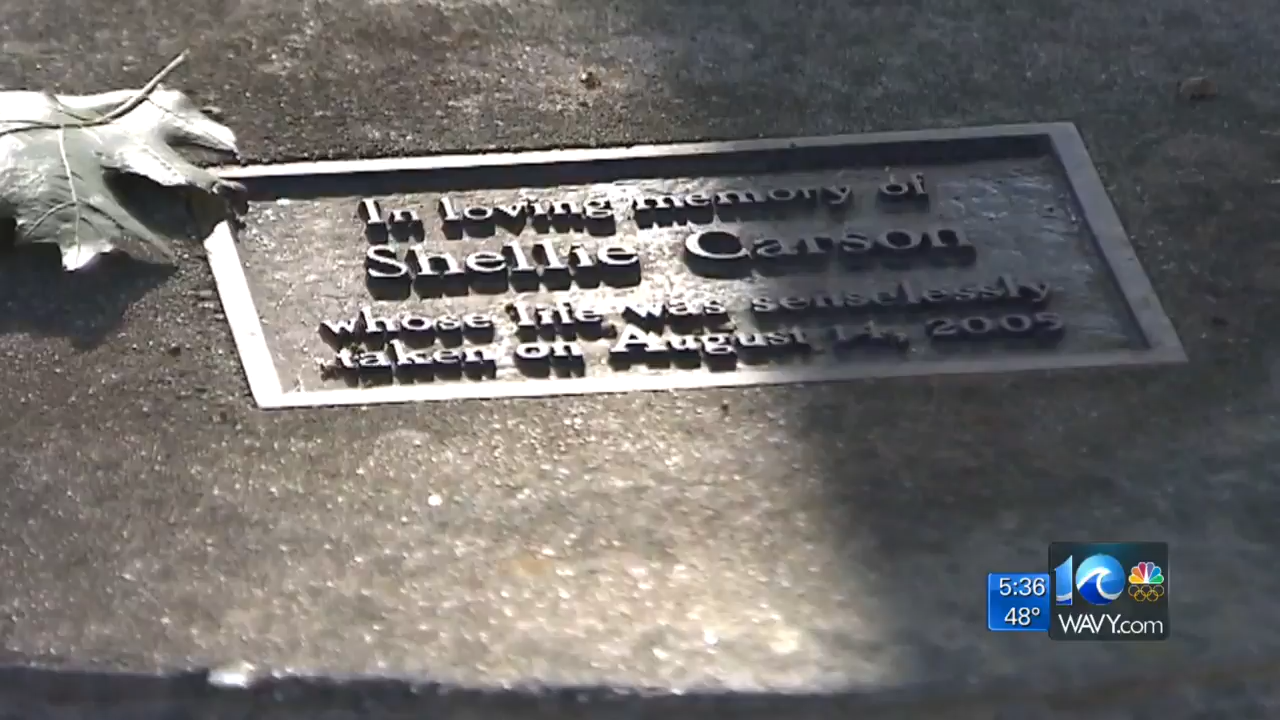 In loving memory of
Shellie Carson
whose life was senselessly
taken on August 14, 2005
5:36
48°
10
WAVY.com